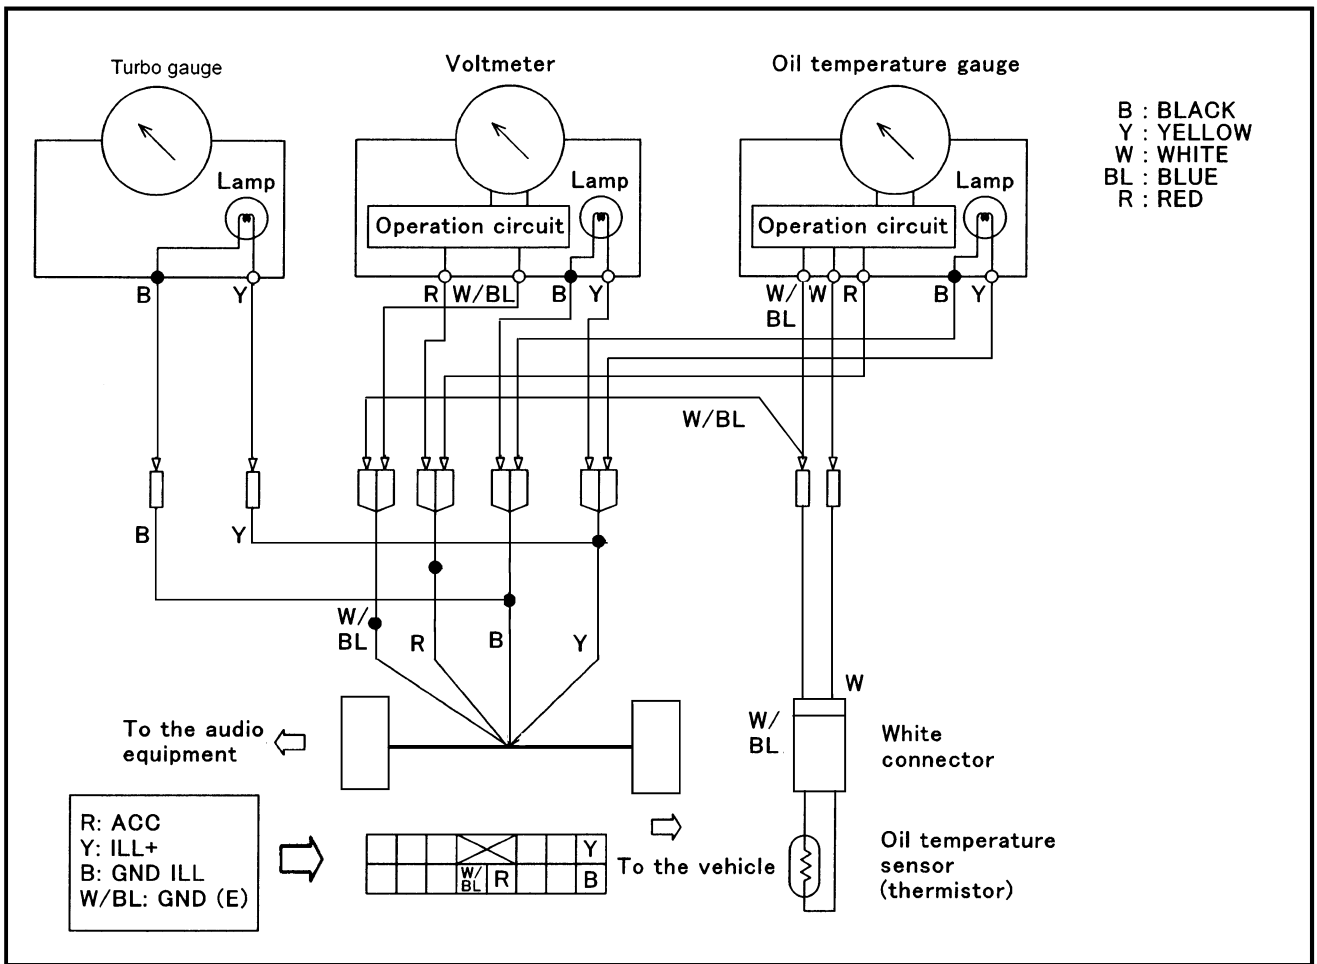 Turbo gauge
Voltmeter
Oil temperature gauge
B : BLACK
Y : YELLOW
W : WHITE
BL : BLUE
R : RED
Lamp
Lamp
Lamp
Operation circuit
Operation circuit
B
Y
R
W/BL
B
Y
W/
BL
W
R
B
Y
W/BL
B
Y
W/
BL
R
B
Y
W
W/
BL
White
connector
To the audio
equipment
R: ACC
Y: ILL+
B: GND ILL
W/BL: GND (E)
Y
W/
BL
R
B
To the vehicle
Oil temperature
sensor
(thermistor)